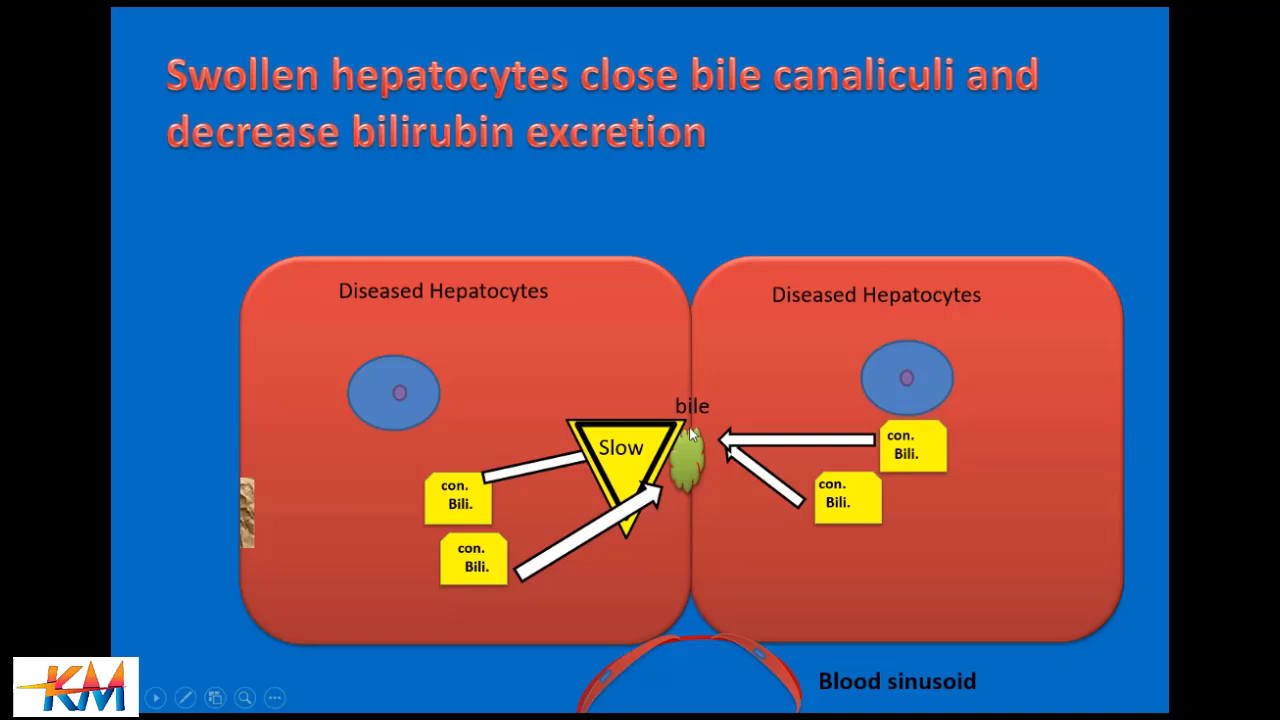 Swollen hepatocytes close bile canaliculi and
decrease bilirubin excretion
Diseased Hepatocytes
Diseased Hepatocytes
bile
Slow
con.
Bili.
con.
Bili.
con.
Bili.
con.
Bili.
Blood sinusoid
KM